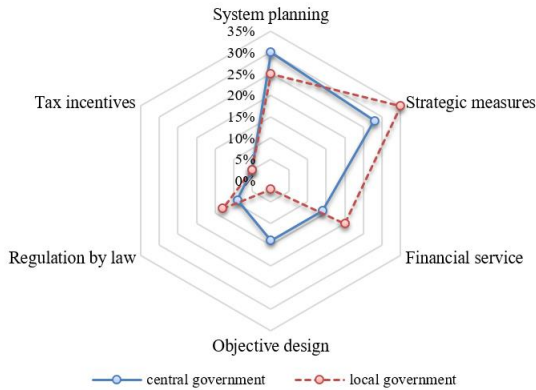 System planning
35%
30%
25%
20%
15%
10%
5%
0%
Tax incentives
Strategic measures
Regulation by law
Financial service
Objective design
central government
local government